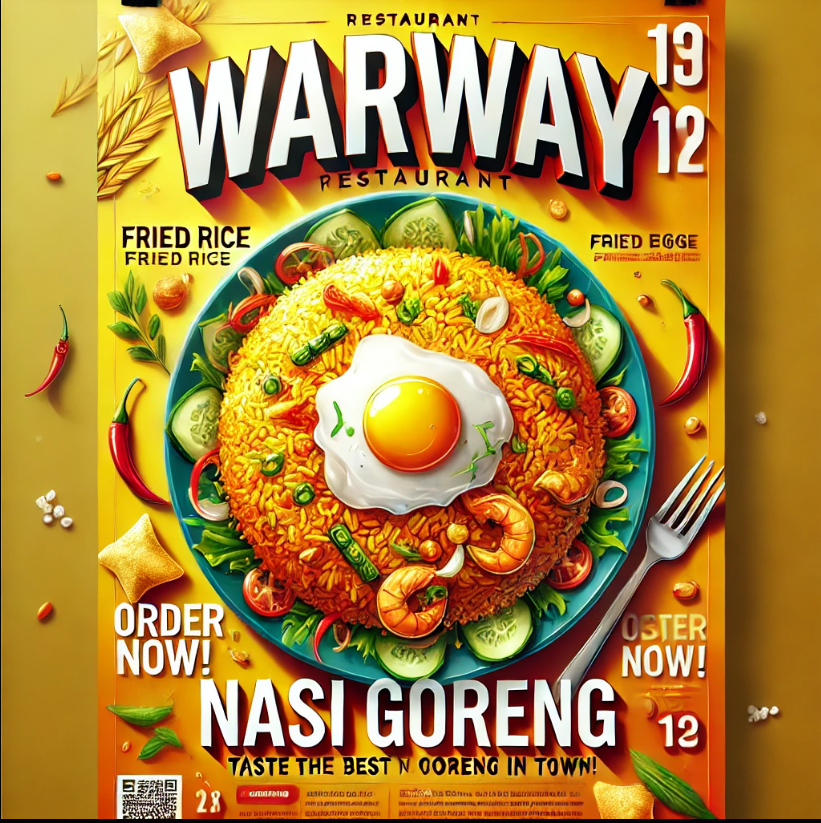 RESTAURANT
WARWAY
19
12
RESTAURANT
FRIED RICE
FRIED RICE
FRIED EGGE
ORDER
NOW!
OSTER
NOW!
NASI GORENG
12
TASTE THE BEST N OORENG IN TOWN!
28